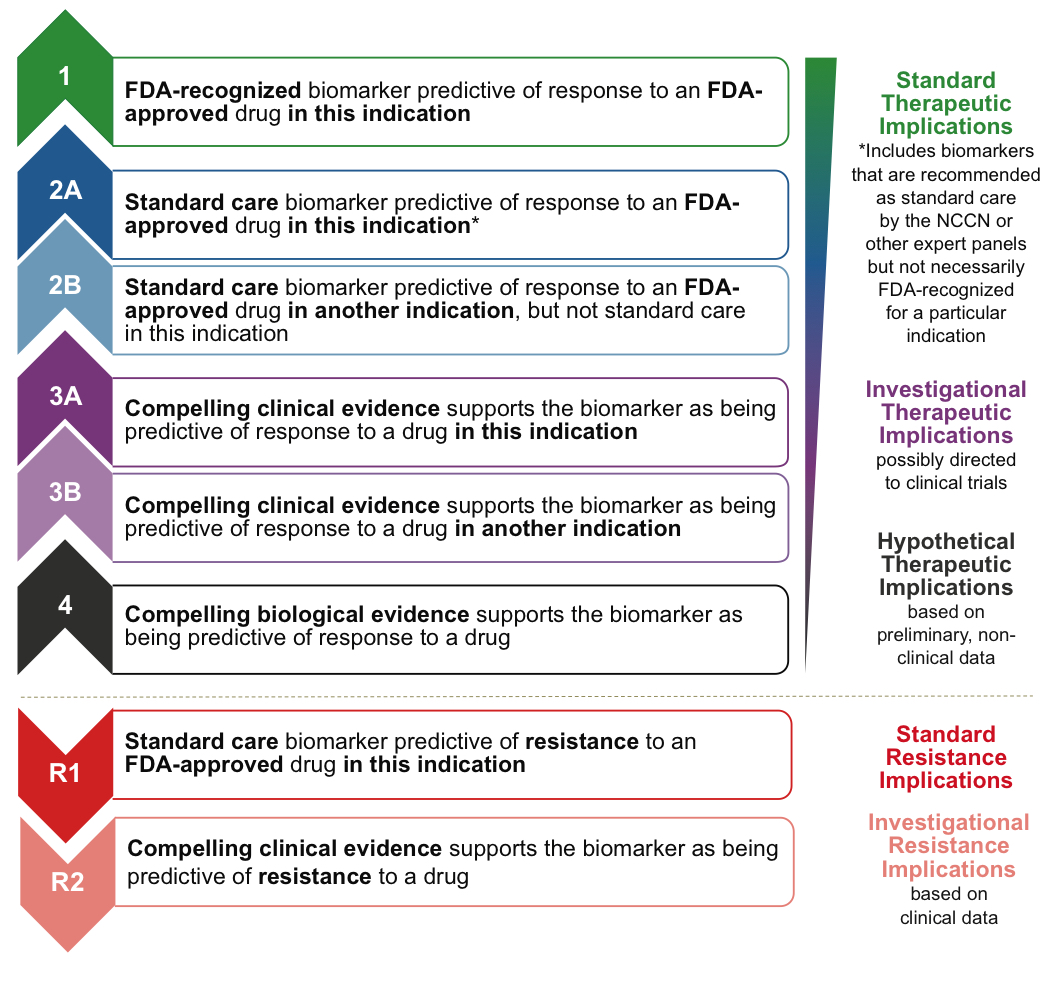 1
FDA-recognized biomarker predictive of response to an FDA-
approved drug in this indication
2A
Standard care biomarker predictive of response to an FDA-
approved drug in this indication*
2B
Standard care biomarker predictive of response to an FDA-
approved drug in another indication, but not standard care
in this indication
3A
Compelling clinical evidence supports the biomarker as being
predictive of response to a drug in this indication
3B
Compelling clinical evidence supports the biomarker as being
predictive of response to a drug in another indication
4
Compelling biological evidence supports the biomarker as
being predictive of response to a drug
Standard
Therapeutic
Implications
*Includes biomarkers
that are recommended
as standard care
by the NCCN or
other expert panels
but not necessarily
FDA-recognized
for a particular
indication
Investigational
Therapeutic
Implications
possibly directed
to clinical trials
Hypothetical
Therapeutic
Implications
based on
preliminary, non-
clinical data
R1
Standard care biomarker predictive of resistance to an
FDA-approved drug in this indication
R2
Compelling clinical evidence supports the biomarker as being
predictive of resistance to a drug
Standard
Resistance
Implications
Investigational
Resistance
Implications
based on
clinical data